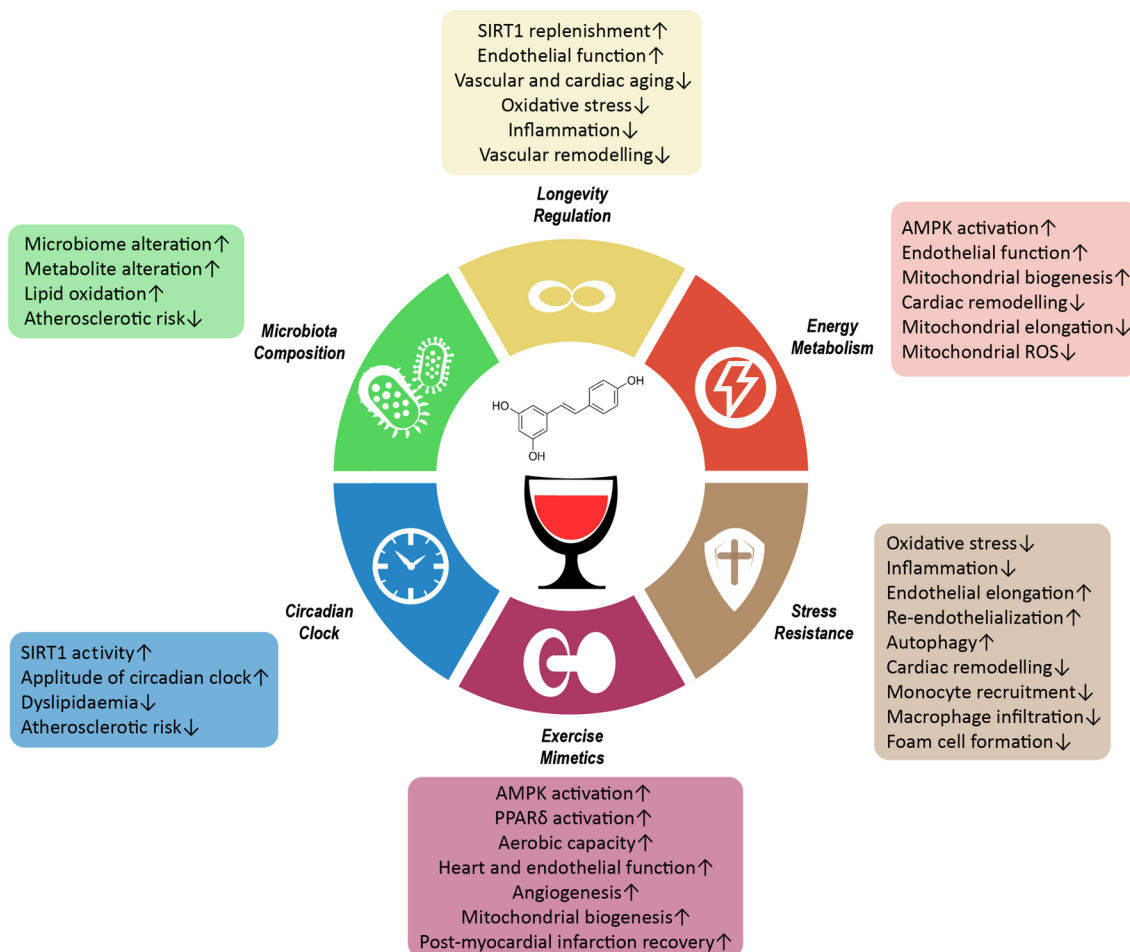 SIRT1 replenishment↑
Endothelial function↑
Vascular and cardiac aging↓
Oxidative stress↓
Inflammation↓
Vascular remodelling↓
Longevity
Regulation
Microbiome alteration↑
Metabolite alteration↑
Lipid oxidation↑
Atherosclerotic risk↓
Microbiota
Composition
AMPK activation↑
Endothelial function↑
Mitochondrial biogenesis↑
Cardiac remodelling↓
Mitochondrial elongation↓
Mitochondrial ROS↓
Energy
Metabolism
OH
HO
OH
Oxidative stress↓
Inflammation↓
Endothelial elongation↑
Re-endothelialization↑
Autophagy↑
Cardiac remodelling↓
Monocyte recruitment↓
Macrophage infiltration↓
Foam cell formation↓
Stress
Resistance
Circadian
Clock
SIRT1 activity↑
Applitude of circadian clock↑
Dyslipidaemia↓
Atherosclerotic risk↓
Exercise
Mimetics
AMPK activation↑
PPARδ activation↑
Aerobic capacity↑
Heart and endothelial function↑
Angiogenesis↑
Mitochondrial biogenesis↑
Post-myocardial infarction recovery↑